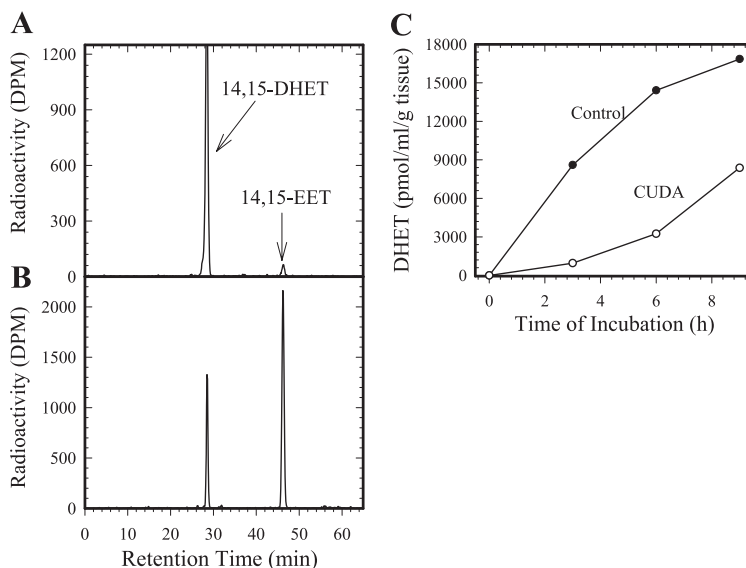 A
Radioactivity (DPM)
1200
900
600
300
0
14,15-DHET
14,15-EET
B
Radioactivity (DPM)
2000
1500
1000
500
0
0 10 20 30 40 50 60
Retention Time (min)
C
DHET (pmol/ml/g tissue)
18000
15000
12000
9000
6000
3000
0
Control
CUDA
0 2 4 6 8
Time of Incubation (h)